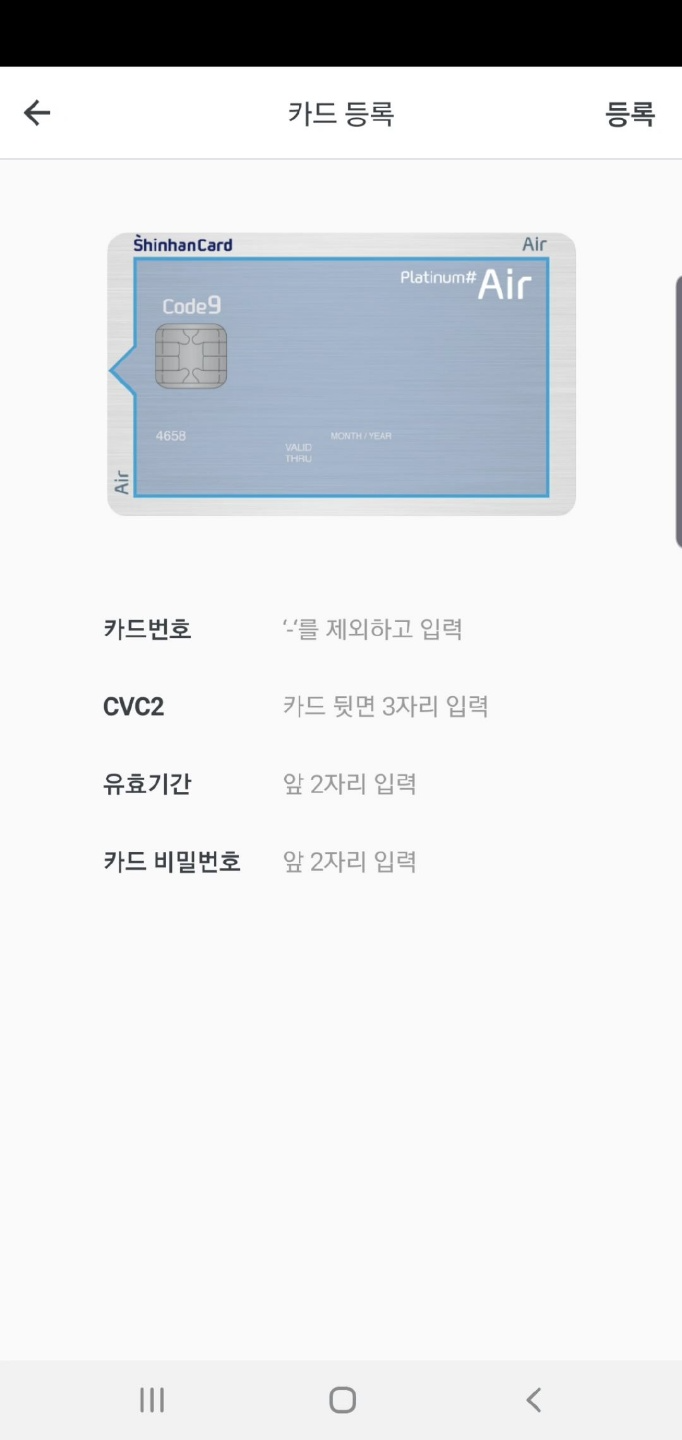 카드 등록
등록
ShinhanCard
Air
Platinum# Air
Code9
4658
MONTH / YEAR
VALID
THRU
Air
카드번호 '-'를 제외하고 입력
CVC2 카드 뒷면 3자리 입력
유효기간 앞 2자리 입력
카드 비밀번호 앞 2자리 입력